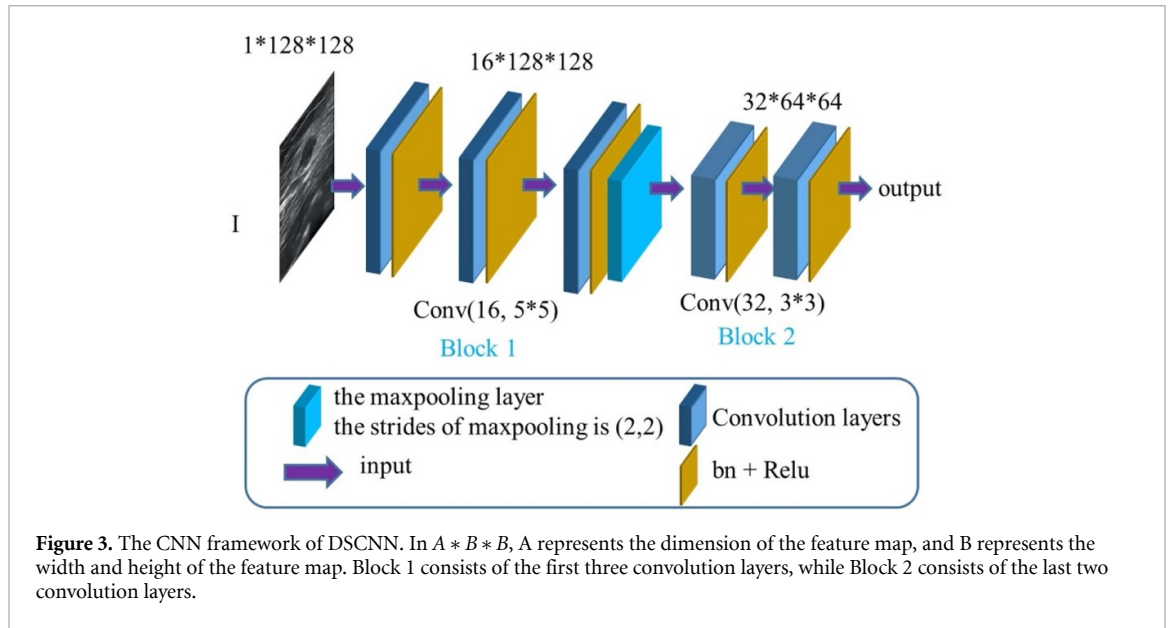 1*128*128
16*128*128
32*64*64
I
output
Conv(16, 5*5)
Conv(32, 3*3)
Block 1
Block 2
the maxpooling layer
the strides of maxpooling is (2,2)
Convolution layers
input
bn + Relu
Figure 3. The CNN framework of DSCNN. In A * B * B, A represents the dimension of the feature map, and B represents the
width and height of the feature map. Block 1 consists of the first three convolution layers, while Block 2 consists of the last two
convolution layers.